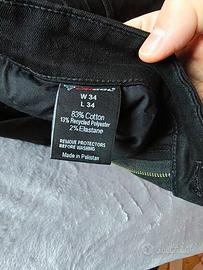 W 34
L 34
83% Cotton
13% Recycled Polyester
2% Elastane
REMOVE PROTECTORS
BEFORE WASHING
Made in Pakistan